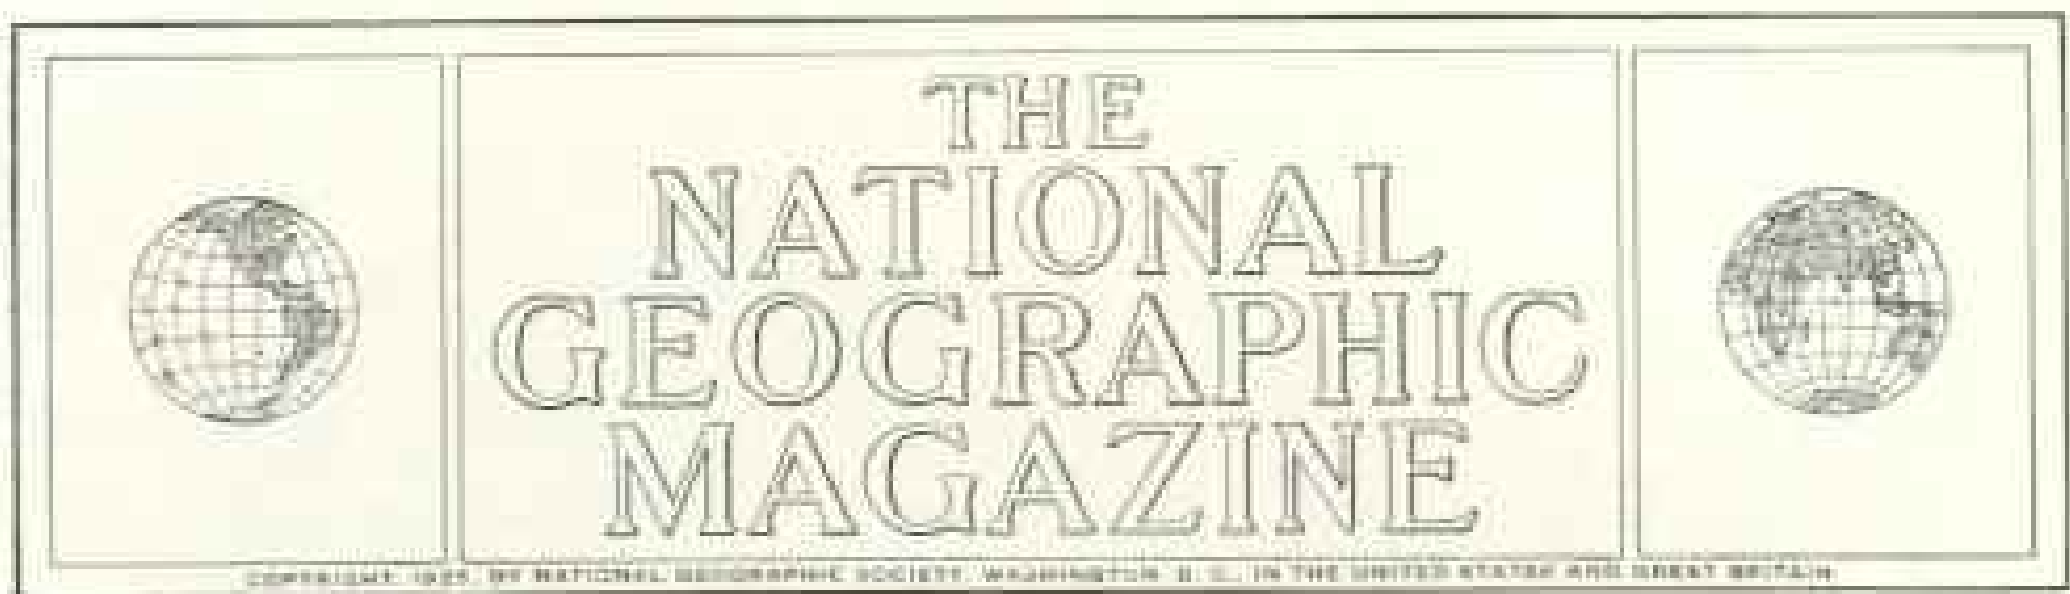 THE
NATIONAL
GEOGRAPHIC
MAGAZINE
COPYRIGHT BY NATIONAL GEOGRAPHIC SOCIETY, WASHINGTON, D. C., IN THE UNITED STATES AND GREAT BRITAIN